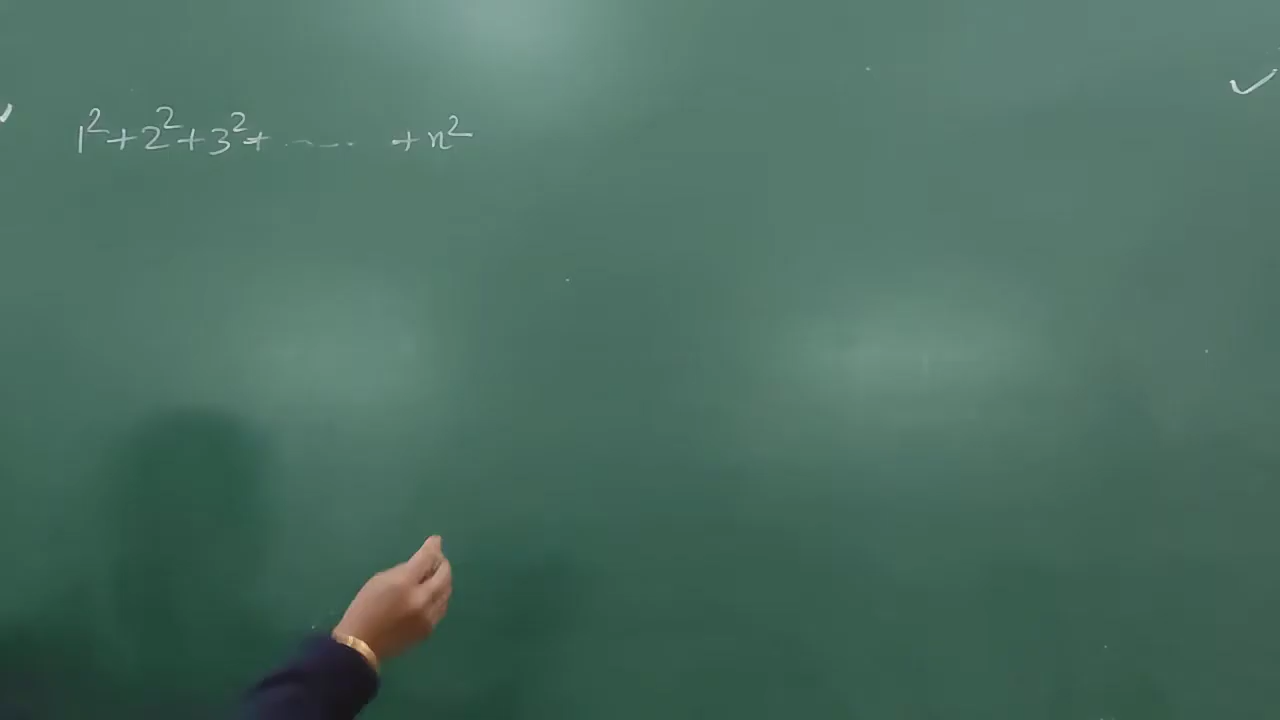 1²+2²+3²+ ...... +n²